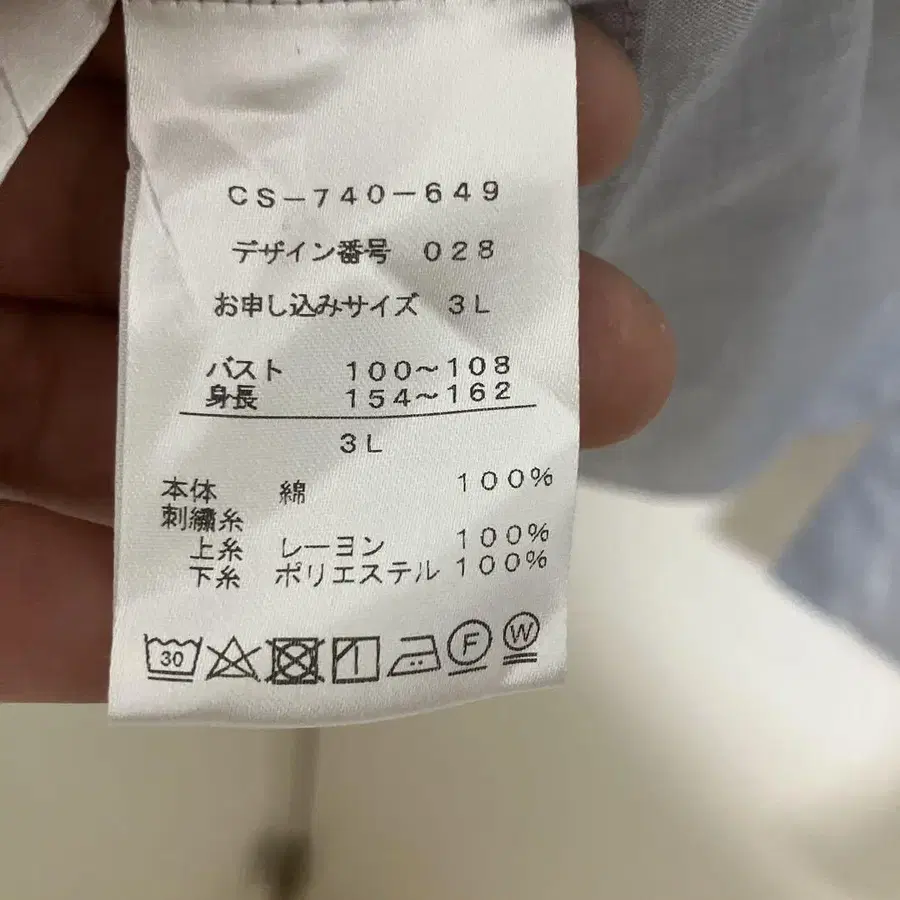 CS-740-649
デザイン番号 028
お申し込みサイズ 3L
バスト 100~108
身長 154~162
3L
本体 綿 100%
刺繍糸
上糸 レーヨン 100%
下糸 ポリエステル 100%
30 F W